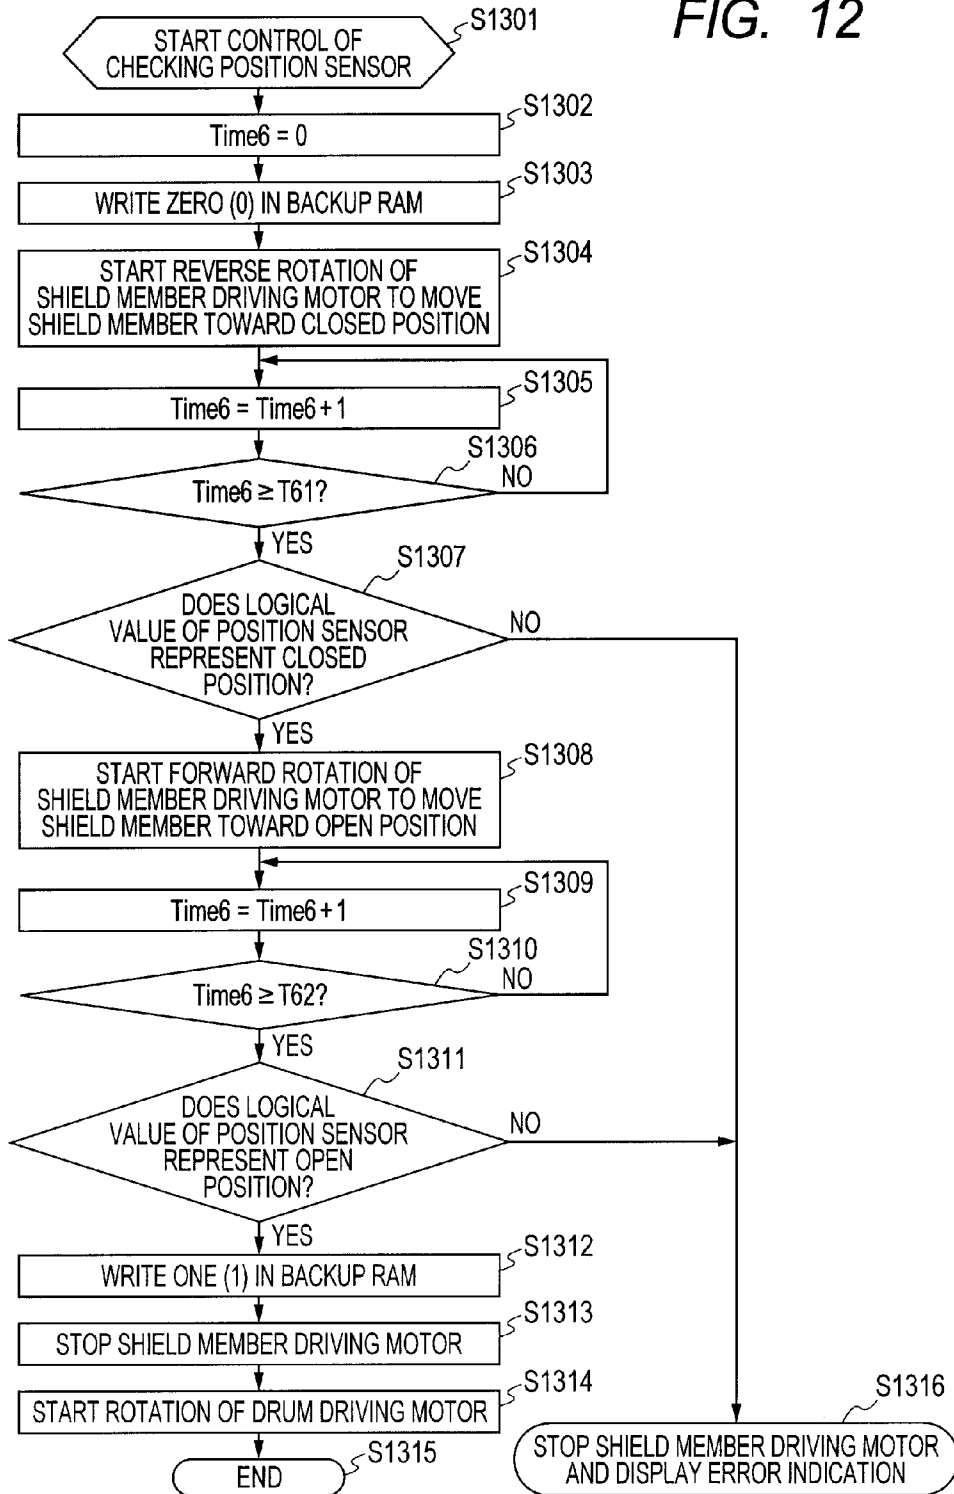 FIG. 12
S1301
START CONTROL OF
CHECKING POSITION SENSOR
S1302
Time6 = 0
S1303
WRITE ZERO (0) IN BACKUP RAM
S1304
START REVERSE ROTATION OF
SHIELD MEMBER DRIVING MOTOR TO MOVE
SHIELD MEMBER TOWARD CLOSED POSITION
S1305
Time6 = Time6 + 1
S1306
Time6 ≥ T61?
NO
YES
S1307
DOES LOGICAL
VALUE OF POSITION SENSOR
REPRESENT CLOSED
POSITION?
NO
YES
S1308
START FORWARD ROTATION OF
SHIELD MEMBER DRIVING MOTOR TO MOVE
SHIELD MEMBER TOWARD OPEN POSITION
S1309
Time6 = Time6 + 1
S1310
Time6 ≥ T62?
NO
YES
S1311
DOES LOGICAL
VALUE OF POSITION SENSOR
REPRESENT OPEN
POSITION?
NO
YES
S1312
WRITE ONE (1) IN BACKUP RAM
S1313
STOP SHIELD MEMBER DRIVING MOTOR
S1314
START ROTATION OF DRUM DRIVING MOTOR
S1315
END
S1316
STOP SHIELD MEMBER DRIVING MOTOR
AND DISPLAY ERROR INDICATION